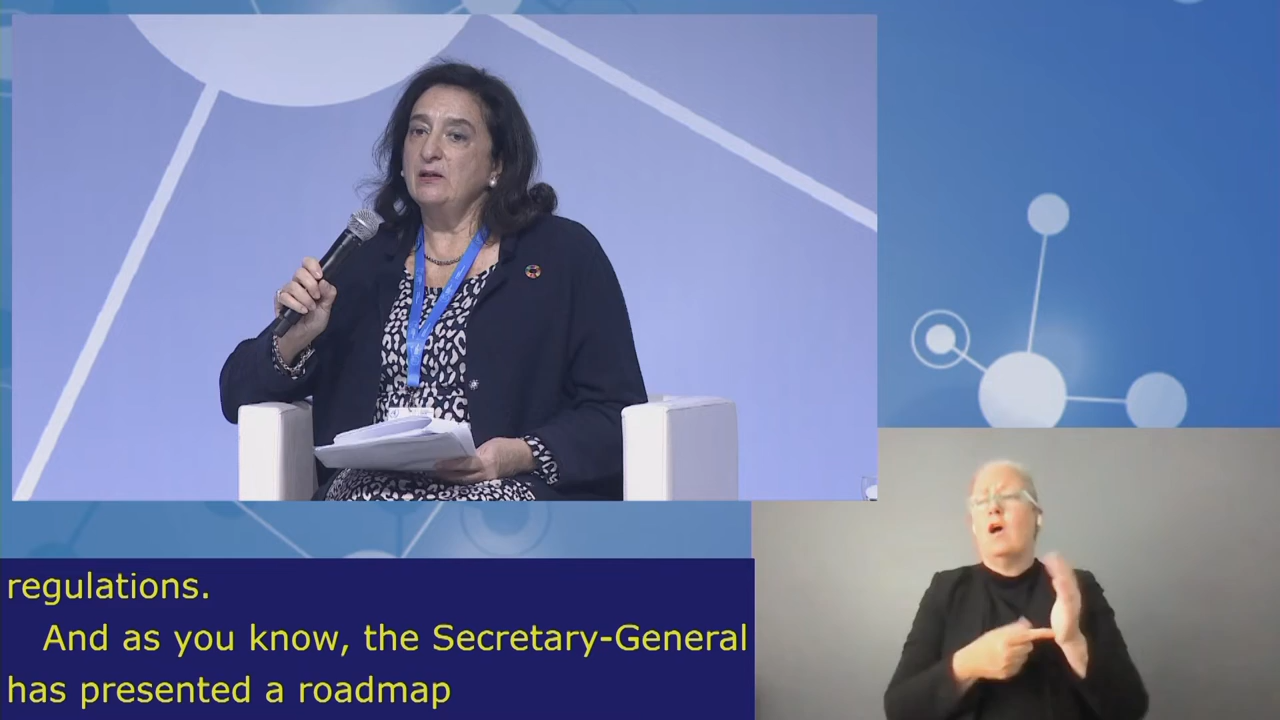 regulations.
And as you know, the Secretary-General
has presented a roadmap